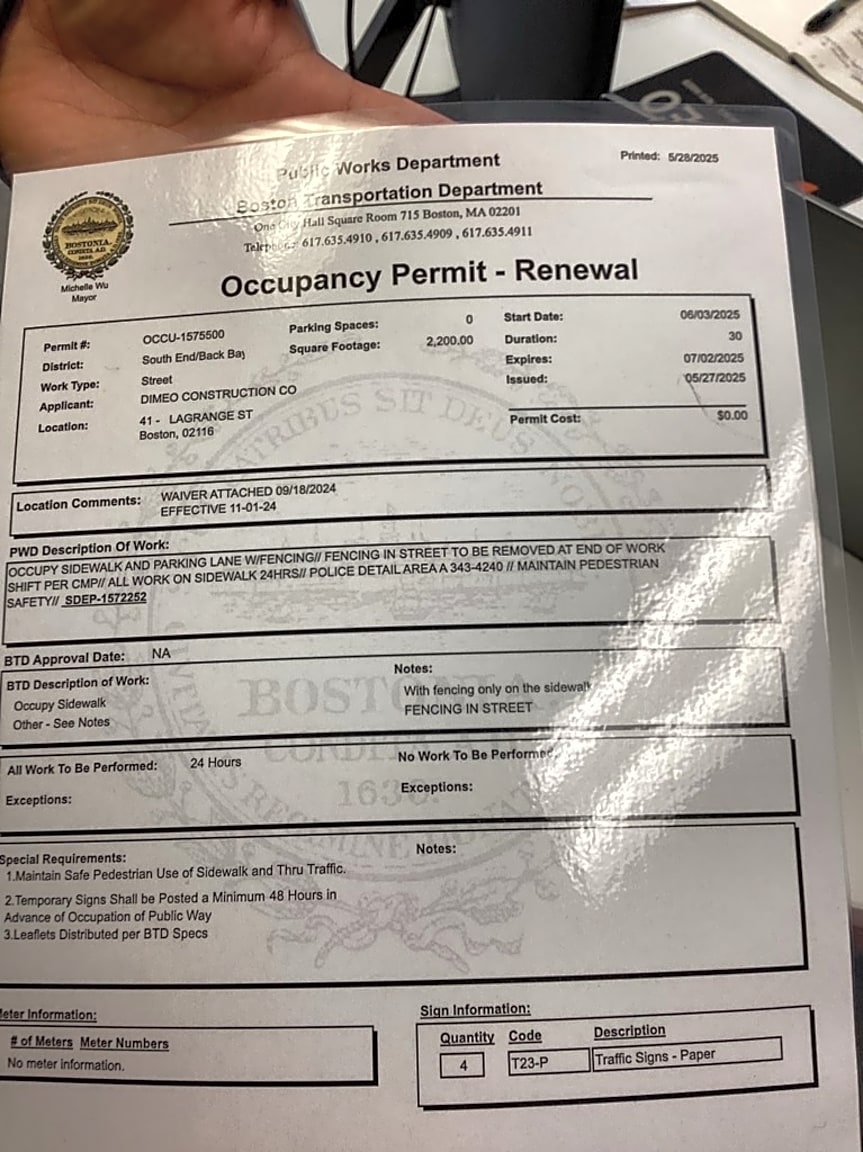 Public Works Department
Printed: 5/28/2025
Boston Transportation Department
One City Hall Square Room 715 Boston, MA 02201
Telephone: 617.635.4910 , 617.635.4909 , 617.635.4911
BOSTONIA.
CONDITA A.D.
1630.
Michelle Wu
Mayor
Occupancy Permit - Renewal
Permit #: OCCU-1575500 Parking Spaces: 0 Start Date: 06/03/2025
District: South End/Back Bay Square Footage: 2,200.00 Duration: 30
Work Type: Street Expires: 07/02/2025
Applicant: DIMEO CONSTRUCTION CO Issued: 05/27/2025
Location: 41 - LAGRANGE ST Permit Cost: $0.00
Boston, 02116
Location Comments: WAIVER ATTACHED 09/18/2024
EFFECTIVE 11-01-24
PWD Description Of Work:
OCCUPY SIDEWALK AND PARKING LANE W/FENCING// FENCING IN STREET TO BE REMOVED AT END OF WORK
SHIFT PER CMP// ALL WORK ON SIDEWALK 24HRS// POLICE DETAIL AREA A 343-4240 // MAINTAIN PEDESTRIAN
SAFETY// SDEP-1572252
BTD Approval Date: NA
BTD Description of Work: Notes:
Occupy Sidewalk With fencing only on the sidewalk
Other - See Notes FENCING IN STREET
All Work To Be Performed: 24 Hours No Work To Be Performed
Exceptions: Exceptions:
Special Requirements: Notes:
1.Maintain Safe Pedestrian Use of Sidewalk and Thru Traffic.
2.Temporary Signs Shall be Posted a Minimum 48 Hours in
Advance of Occupation of Public Way
3.Leaflets Distributed per BTD Specs
Meter Information: Sign Information:
# of Meters Meter Numbers Quantity Code Description
No meter information. 4 T23-P Traffic Signs - Paper